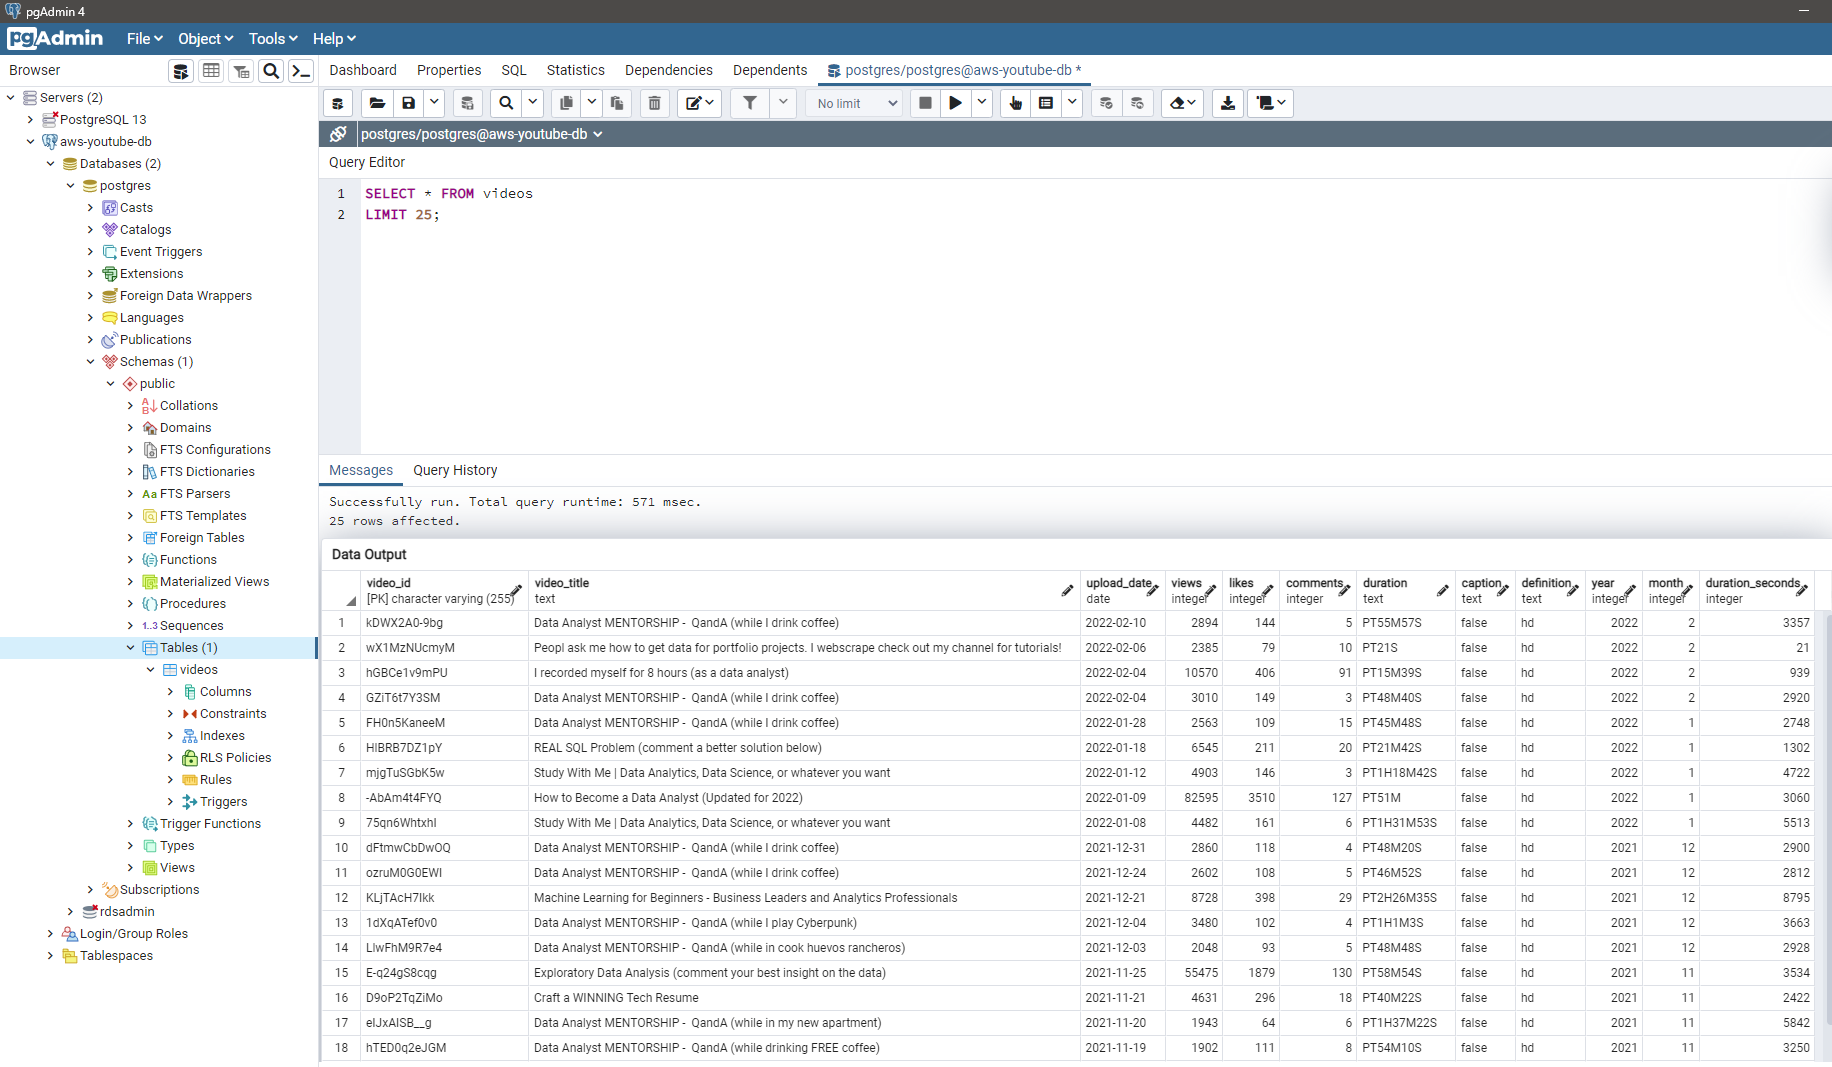 pgAdmin 4
pgAdmin File Object Tools Help
Browser
Servers (2)
PostgreSQL 13
aws-youtube-db
Databases (2)
postgres
Casts
Catalogs
Event Triggers
Extensions
Foreign Data Wrappers
Languages
Publications
Schemas (1)
public
Collations
Domains
FTS Configurations
FTS Dictionaries
FTS Parsers
FTS Templates
Foreign Tables
Functions
Materialized Views
Procedures
Sequences
Tables (1)
videos
Columns
Constraints
Indexes
RLS Policies
Rules
Triggers
Trigger Functions
Types
Views
Subscriptions
rdsadmin
Login/Group Roles
Tablespaces
Dashboard Properties SQL Statistics Dependencies Dependents postgres/postgres@aws-youtube-db *
No limit
postgres/postgres@aws-youtube-db
Query Editor
1 SELECT * FROM videos
2 LIMIT 25;
Messages Query History
Successfully run. Total query runtime: 571 msec.
25 rows affected.
Data Output
video_id video_title upload_date views likes comments duration caption definition year month duration_seconds
[PK] character varying (255) text date integer integer integer text text text integer integer integer
1 kDWX2A0-9bg Data Analyst MENTORSHIP - QandA (while I drink coffee) 2022-02-10 2894 144 5 PT55M57S false hd 2022 2 3357
2 wX1MzNUcmyM Peopl ask me how to get data for portfolio projects. I webscrape check out my channel for tutorials! 2022-02-06 2385 79 10 PT21S false hd 2022 2 21
3 hGBCe1v9mPU I recorded myself for 8 hours (as a data analyst) 2022-02-04 10570 406 91 PT15M39S false hd 2022 2 939
4 GZiT6t7Y3SM Data Analyst MENTORSHIP - QandA (while I drink coffee) 2022-02-04 3010 149 3 PT48M40S false hd 2022 2 2920
5 FH0n5KaneeM Data Analyst MENTORSHIP - QandA (while I drink coffee) 2022-01-28 2563 109 15 PT45M48S false hd 2022 1 2748
6 HIBRB7DZ1pY REAL SQL Problem (comment a better solution below) 2022-01-18 6545 211 20 PT21M42S false hd 2022 1 1302
7 mjgTuSGbK5w Study With Me | Data Analytics, Data Science, or whatever you want 2022-01-12 4903 146 3 PT1H18M42S false hd 2022 1 4722
8 -AbAm4t4FYQ How to Become a Data Analyst (Updated for 2022) 2022-01-09 82595 3510 127 PT51M false hd 2022 1 3060
9 75qn6WhtxhI Study With Me | Data Analytics, Data Science, or whatever you want 2022-01-08 4482 161 6 PT1H31M53S false hd 2022 1 5513
10 dFtmwCbDwOQ Data Analyst MENTORSHIP - QandA (while I drink coffee) 2021-12-31 2860 118 4 PT48M20S false hd 2021 12 2900
11 ozruM0G0EWI Data Analyst MENTORSHIP - QandA (while I drink coffee) 2021-12-24 2602 108 5 PT46M52S false hd 2021 12 2812
12 KLjTAcH7Ikk Machine Learning for Beginners - Business Leaders and Analytics Professionals 2021-12-21 8728 398 29 PT2H26M35S false hd 2021 12 8795
13 1dXqATef0v0 Data Analyst MENTORSHIP - QandA (while I play Cyberpunk) 2021-12-04 3480 102 4 PT1H1M3S false hd 2021 12 3663
14 LlwFhM9R7e4 Data Analyst MENTORSHIP - QandA (while in cook huevos rancheros) 2021-12-03 2048 93 5 PT48M48S false hd 2021 12 2928
15 E-q24gS8cqg Exploratory Data Analysis (comment your best insight on the data) 2021-11-25 55475 1879 130 PT58M54S false hd 2021 11 3534
16 D9oP2TqZiMo Craft a WINNING Tech Resume 2021-11-21 4631 296 18 PT40M22S false hd 2021 11 2422
17 eIJxAISB__g Data Analyst MENTORSHIP - QandA (while in my new apartment) 2021-11-20 1943 64 6 PT1H37M22S false hd 2021 11 5842
18 hTED0q2eJGM Data Analyst MENTORSHIP - QandA (while drinking FREE coffee) 2021-11-19 1902 111 8 PT54M10S false hd 2021 11 3250